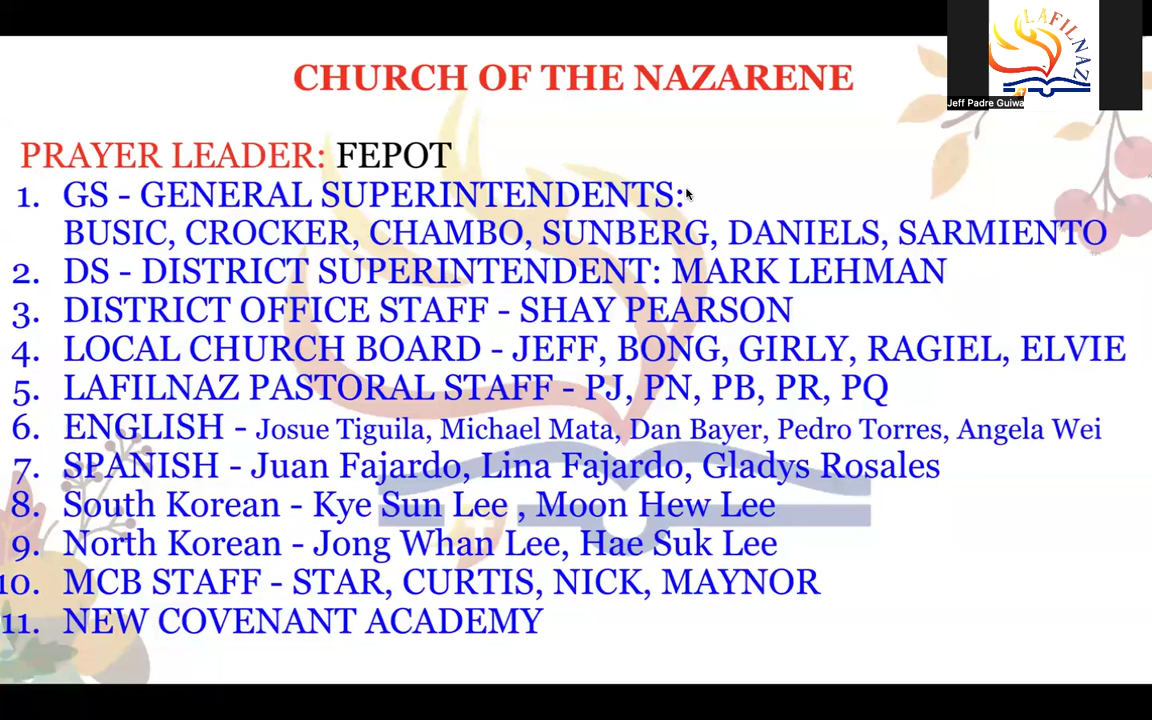 LAFILNAZ
Jeff Padre Guiwa
CHURCH OF THE NAZARENE
PRAYER LEADER: FEPOT
1. GS - GENERAL SUPERINTENDENTS:
BUSIC, CROCKER, CHAMBO, SUNBERG, DANIELS, SARMIENTO
2. DS - DISTRICT SUPERINTENDENT: MARK LEHMAN
3. DISTRICT OFFICE STAFF - SHAY PEARSON
4. LOCAL CHURCH BOARD - JEFF, BONG, GIRLY, RAGIEL, ELVIE
5. LAFILNAZ PASTORAL STAFF - PJ, PN, PB, PR, PQ
6. ENGLISH - Josue Tiguila, Michael Mata, Dan Bayer, Pedro Torres, Angela Wei
7. SPANISH - Juan Fajardo, Lina Fajardo, Gladys Rosales
8. South Korean - Kye Sun Lee , Moon Hew Lee
9. North Korean - Jong Whan Lee, Hae Suk Lee
10. MCB STAFF - STAR, CURTIS, NICK, MAYNOR
11. NEW COVENANT ACADEMY